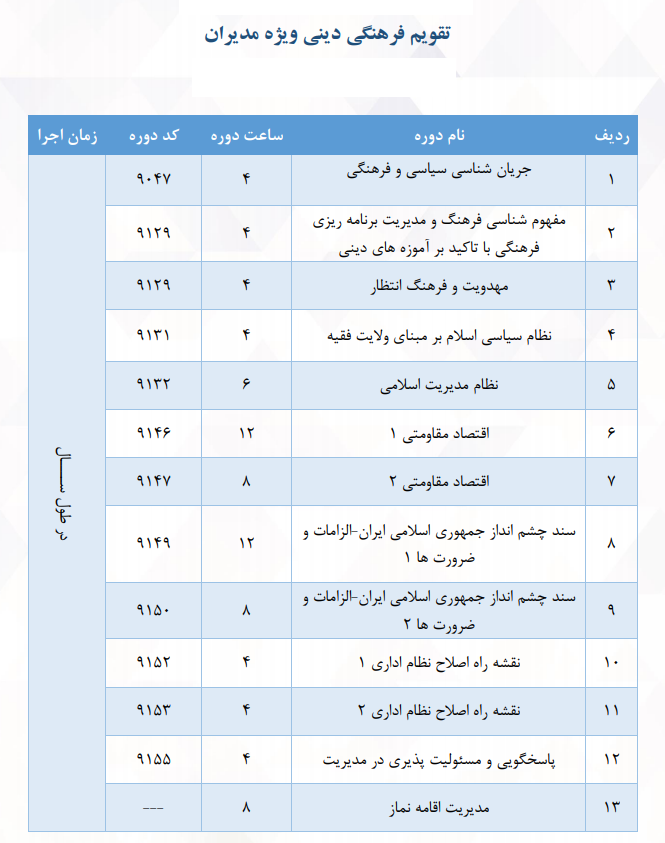 تقویم فرهنگی دینی ویژه مدیران
ردیف نام دوره ساعت دوره کد دوره زمان اجرا
۱ جریان شناسی سیاسی و فرهنگی ۴ ۹۰۴۷
۲ مفهوم شناسی فرهنگ و مدیریت برنامه ریزی
فرهنگی با تاکید بر آموزه های دینی ۴ ۹۱۲۹
۳ مهدویت و فرهنگ انتظار ۴ ۹۱۲۹
۴ نظام سیاسی اسلام بر مبنای ولایت فقیه ۴ ۹۱۳۱
۵ نظام مدیریت اسلامی ۶ ۹۱۳۲
۶ اقتصاد مقاومتی ۱ ۱۲ ۹۱۴۶
۷ اقتصاد مقاومتی ۲ ۸ ۹۱۴۷
۸ سند چشم انداز جمهوری اسلامی ایران-الزامات و
ضرورت ها ۱ ۱۲ ۹۱۴۹
۹ سند چشم انداز جمهوری اسلامی ایران-الزامات و
ضرورت ها ۲ ۸ ۹۱۵۰
۱۰ نقشه راه اصلاح نظام اداری ۱ ۴ ۹۱۵۲
۱۱ نقشه راه اصلاح نظام اداری ۲ ۴ ۹۱۵۳
۱۲ پاسخگویی و مسئولیت پذیری در مدیریت ۴ ۹۱۵۵
۱۳ مدیریت اقامه نماز ۸ ---
در طول ســـــال